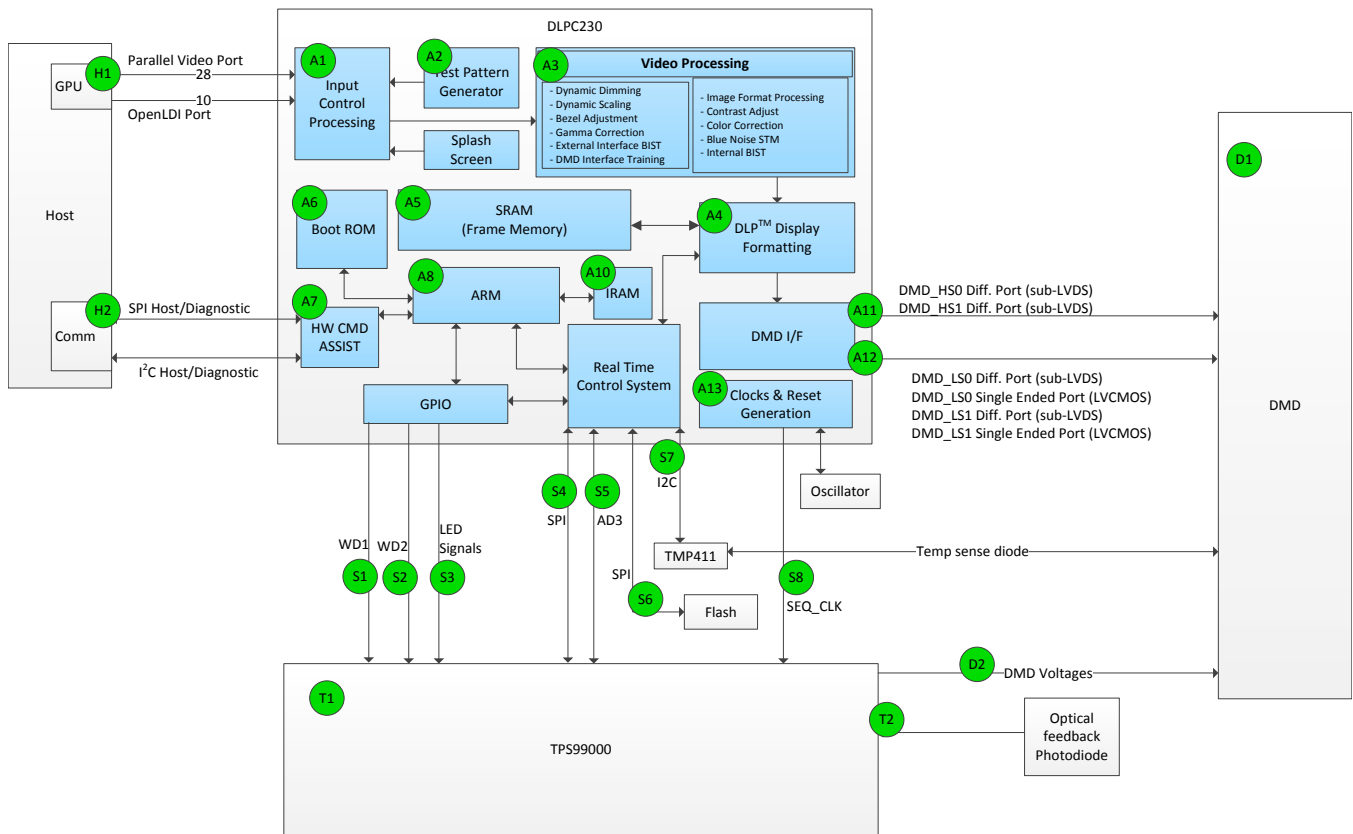 DLPC230
Host
GPU
H1
Parallel Video Port
28
10
OpenLDI Port
A1
Input
Control
Processing
A2
Test Pattern
Generator
Splash
Screen
A3
Video Processing
- Dynamic Dimming
- Dynamic Scaling
- Bezel Adjustment
- Gamma Correction
- External Interface BIST
- DMD Interface Training
- Image Format Processing
- Contrast Adjust
- Color Correction
- Blue Noise STM
- Internal BIST
D1
DMD
A6
Boot ROM
A5
SRAM
(Frame Memory)
A4
DLP™ Display
Formatting
A8
ARM
A10
IRAM
Comm
H2
SPI Host/Diagnostic
I²C Host/Diagnostic
A7
HW CMD
ASSIST
Real Time
Control System
GPIO
DMD I/F
A11
DMD_HS0 Diff. Port (sub-LVDS)
DMD_HS1 Diff. Port (sub-LVDS)
A12
DMD_LS0 Diff. Port (sub-LVDS)
DMD_LS0 Single Ended Port (LVCMOS)
DMD_LS1 Diff. Port (sub-LVDS)
DMD_LS1 Single Ended Port (LVCMOS)
A13
Clocks & Reset
Generation
Oscillator
S7
I2C
S4
SPI
S5
AD3
WD1
S1
WD2
S2
LED
Signals
S3
TMP411
Temp sense diode
SPI
S6
Flash
S8
SEQ_CLK
D2
DMD Voltages
T1
TPS99000
T2
Optical
feedback
Photodiode